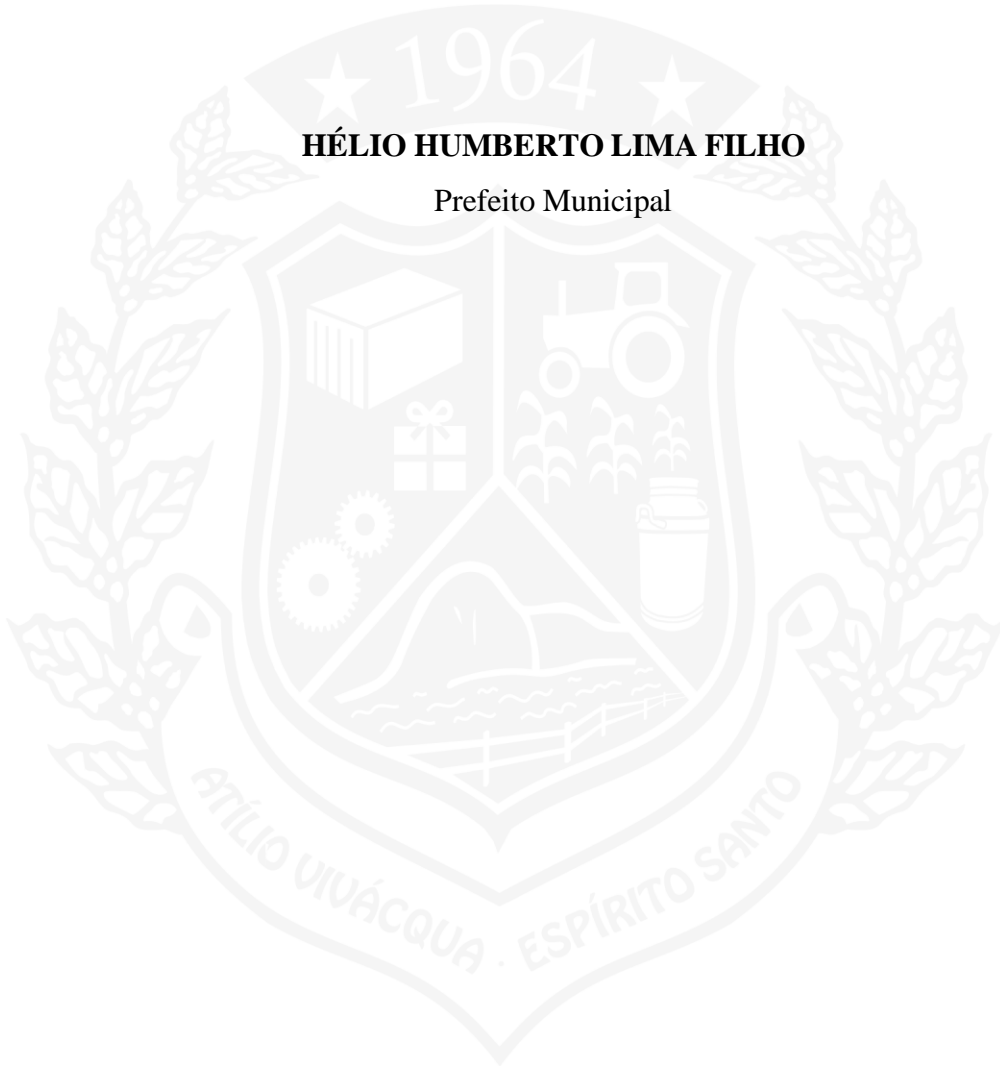 1964
HÉLIO HUMBERTO LIMA FILHO
Prefeito Municipal
ATÍLIO VIVÁCQUA . ESPÍRITO SANTO